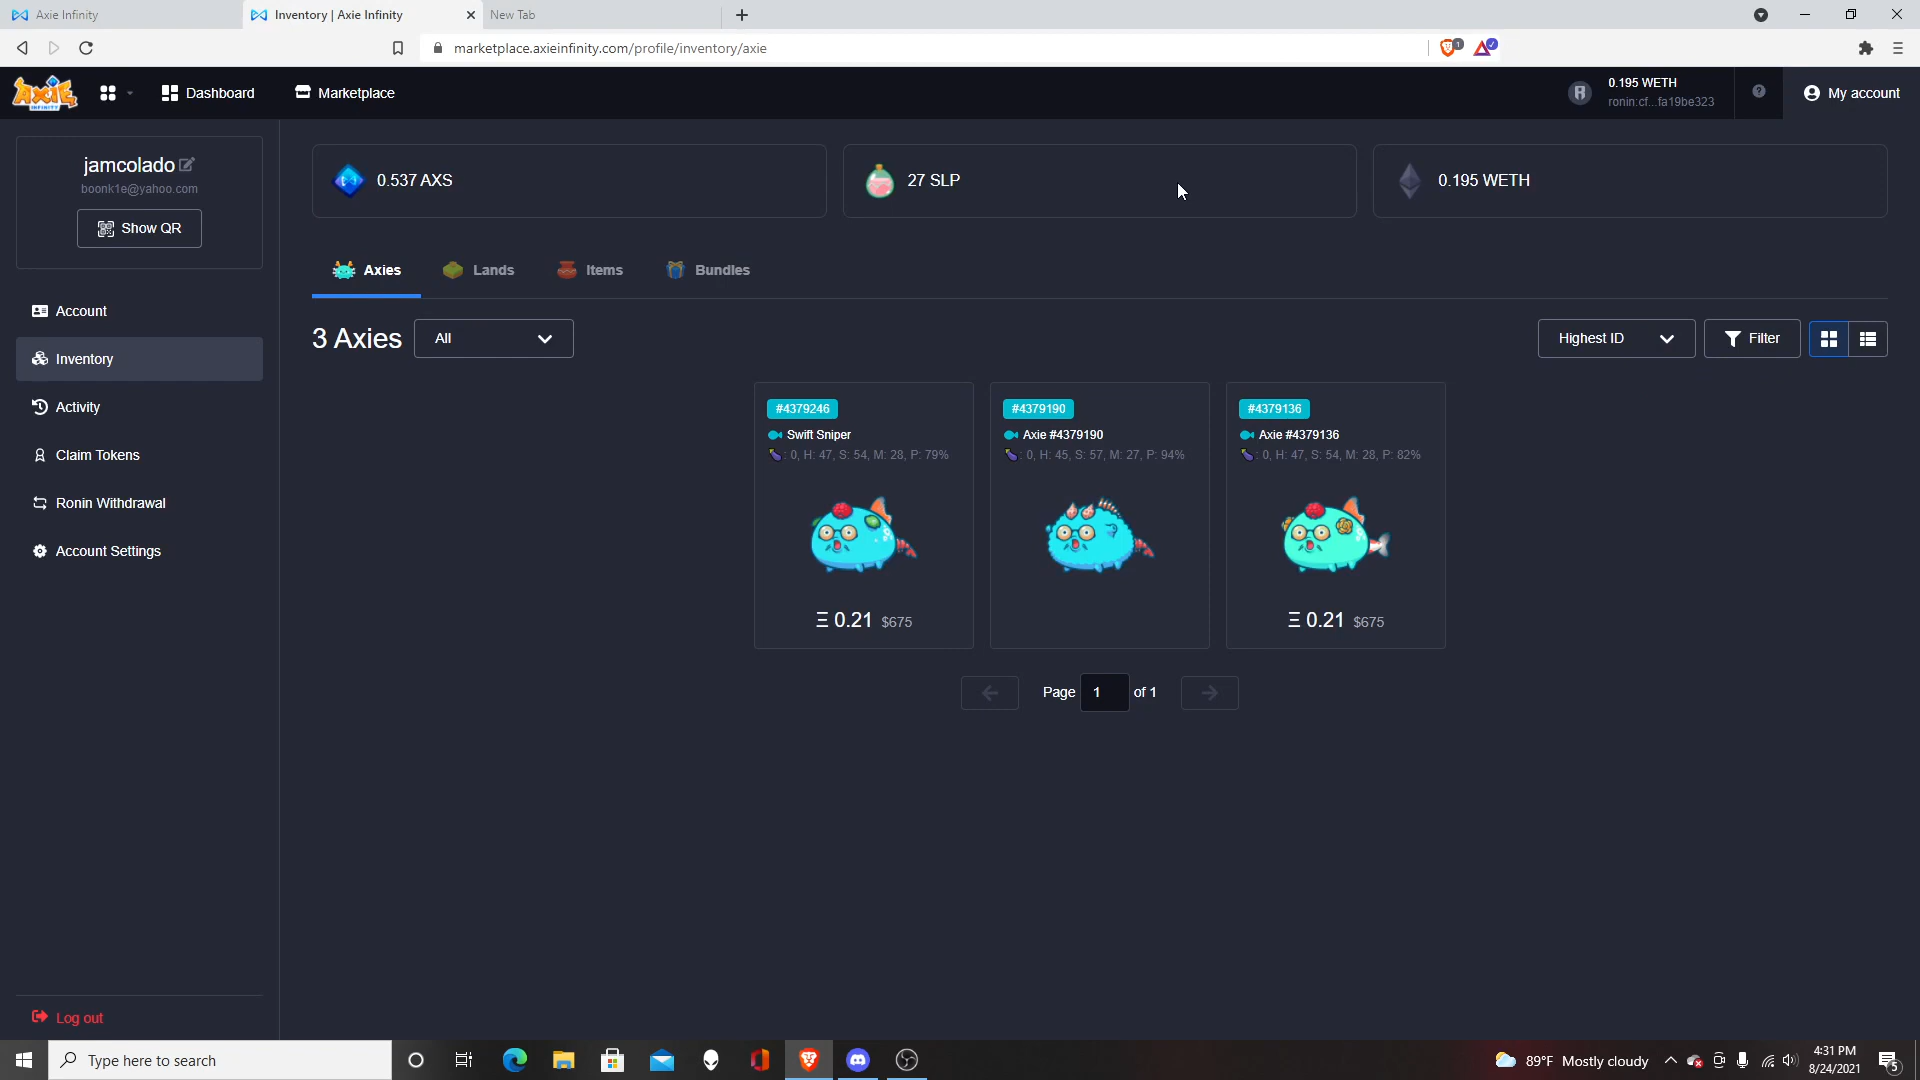 Axie Infinity
Inventory | Axie Infinity
New Tab
marketplace.axieinfinity.com/profile/inventory/axie
1
AXIE
INFINITY
Dashboard
Marketplace
0.195 WETH
ronin:cf...fa19be323
?
My account
jamcolado
boonk1e@yahoo.com
Show QR
0.537 AXS
27 SLP
0.195 WETH
Account
Inventory
Activity
Claim Tokens
Ronin Withdrawal
Account Settings
Log out
Axies
Lands
Items
Bundles
3 Axies
All
Highest ID
Filter
#4379246
Swift Sniper
: 0, H: 47, S: 54, M: 28, P: 79%
Ξ 0.21 $675
#4379190
Axie #4379190
: 0, H: 45, S: 57, M: 27, P: 94%
#4379136
Axie #4379136
: 0, H: 47, S: 54, M: 28, P: 82%
Ξ 0.21 $675
Page 1 of 1
Type here to search
89°F Mostly cloudy
4:31 PM
8/24/2021
5